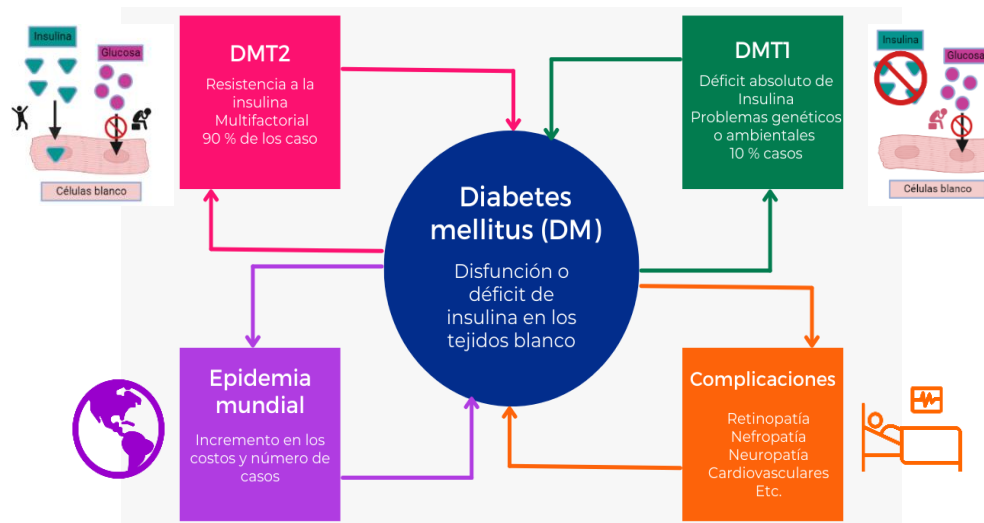 Insulina
Glucosa
Células blanco
DMT2
Resistencia a la
insulina
Multifactorial
90 % de los caso
DMT1
Déficit absoluto de
Insulina
Problemas genéticos
o ambientales
10 % casos
Insulina
Glucosa
Células blanco
Diabetes
mellitus (DM)
Disfunción o
déficit de
insulina en los
tejidos blanco
Epidemia
mundial
Incremento en los
costos y número de
casos
Complicaciones
Retinopatía
Nefropatía
Neuropatía
Cardiovasculares
Etc.